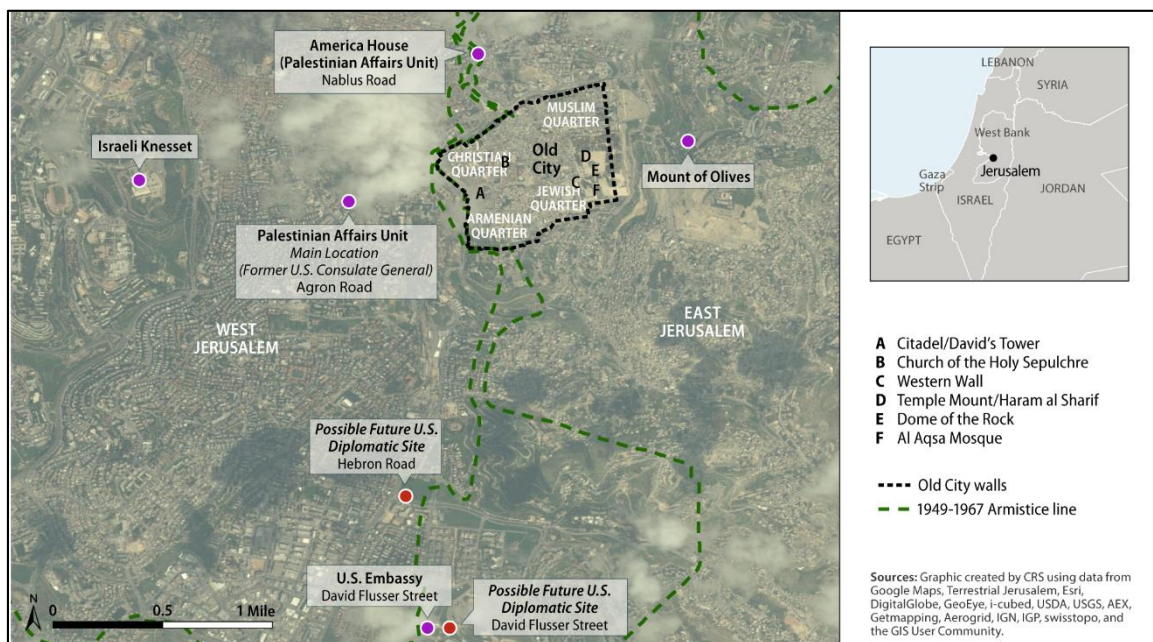 America House
(Palestinian Affairs Unit)
Nablus Road
MUSLIM
QUARTER
Israeli Knesset
CHRISTIAN
QUARTER
B
Old
City
D
E
C
F
A
JEWISH
QUARTER
ARMENIAN
QUARTER
Mount of Olives
Palestinian Affairs Unit
Main Location
(Former U.S. Consulate General)
Agron Road
WEST
JERUSALEM
EAST
JERUSALEM
Possible Future U.S.
Diplomatic Site
Hebron Road
U.S. Embassy
David Flusser Street
Possible Future U.S.
Diplomatic Site
David Flusser Street
N
0 0.5 1 Mile
LEBANON
SYRIA
West Bank
Jerusalem
Gaza
Strip
ISRAEL
JORDAN
EGYPT
A Citadel/David's Tower
B Church of the Holy Sepulchre
C Western Wall
D Temple Mount/Haram al Sharif
E Dome of the Rock
F Al Aqsa Mosque
Old City walls
1949-1967 Armistice line
Sources: Graphic created by CRS using data from
Google Maps, Terrestrial Jerusalem, Esri,
DigitalGlobe, GeoEye, i-cubed, USDA, USGS, AEX,
Getmapping, Aerogrid, IGN, IGP, swisstopo, and
the GIS User Community.